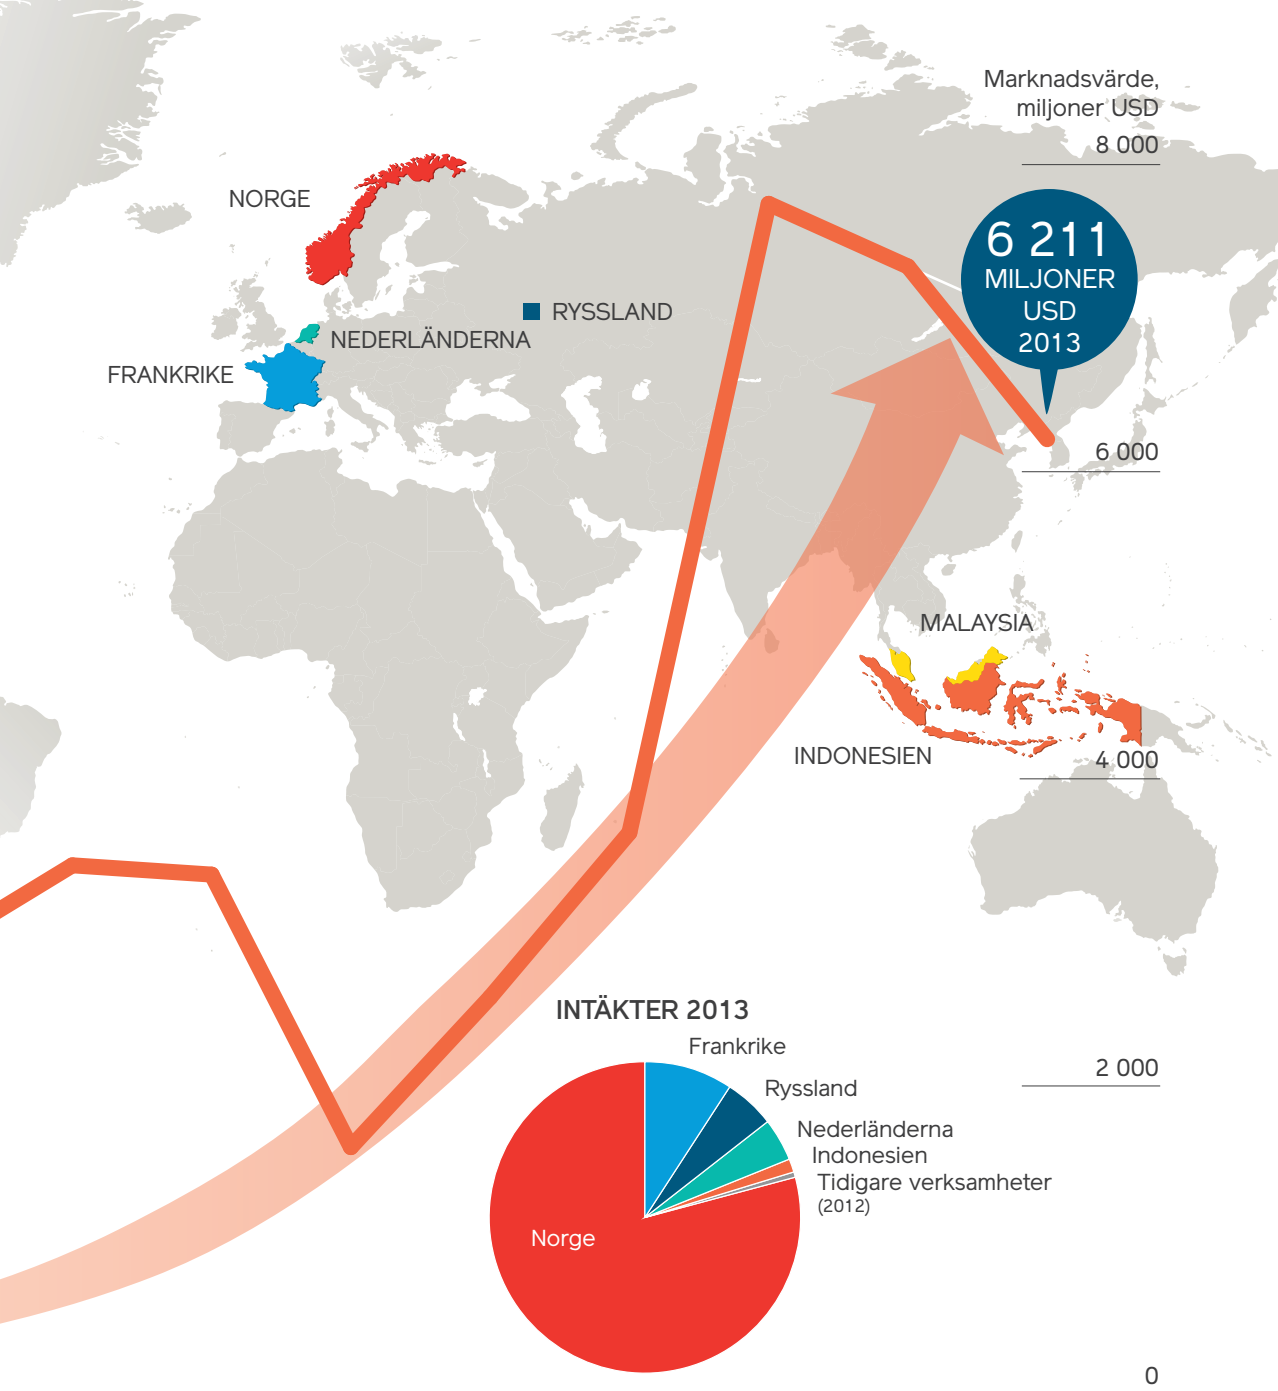 Marknadsvärde,
miljoner USD
8 000
NORGE
6 211
MILJONER
USD
2013
RYSSLAND
NEDERLÄNDERNA
FRANKRIKE
6 000
MALAYSIA
INDONESIEN
4 000
INTÄKTER 2013
Frankrike
2 000
Ryssland
Nederländerna
Indonesien
Tidigare verksamheter
(2012)
Norge
0